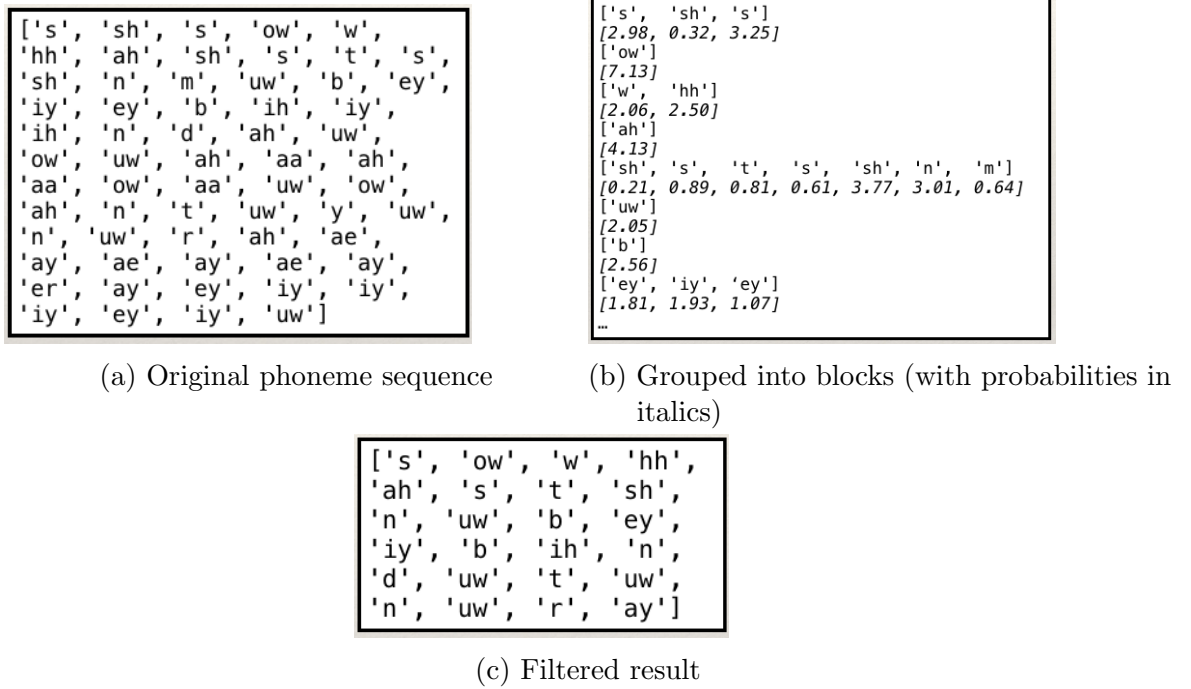 ['s', 'sh', 's', 'ow', 'w',
'hh', 'ah', 'sh', 's', 't', 's',
'sh', 'n', 'm', 'uw', 'b', 'ey',
'iy', 'ey', 'b', 'ih', 'iy',
'ih', 'n', 'd', 'ah', 'uw',
'ow', 'uw', 'ah', 'aa', 'ah',
'aa', 'ow', 'aa', 'uw', 'ow',
'ah', 'n', 't', 'uw', 'y', 'uw',
'n', 'uw', 'r', 'ah', 'ae',
'ay', 'ae', 'ay', 'ae', 'ay',
'er', 'ay', 'ey', 'iy', 'iy',
'iy', 'ey', 'iy', 'uw']
(a) Original phoneme sequence
['s', 'sh', 's']
[2.98, 0.32, 3.25]
['ow']
[7.13]
['w', 'hh']
[2.06, 2.50]
['ah']
[4.13]
['sh', 's', 't', 's', 'sh', 'n', 'm']
[0.21, 0.89, 0.81, 0.61, 3.77, 3.01, 0.64]
['uw']
[2.05]
['b']
[2.56]
['ey', 'iy', ‘ey']
[1.81, 1.93, 1.07]
…
(b) Grouped into blocks (with probabilities in
italics)
['s', 'ow', 'w', 'hh',
'ah', 's', 't', 'sh',
'n', 'uw', 'b', 'ey',
'iy', 'b', 'ih', 'n',
'd', 'uw', 't', 'uw',
'n', 'uw', 'r', 'ay']
(c) Filtered result